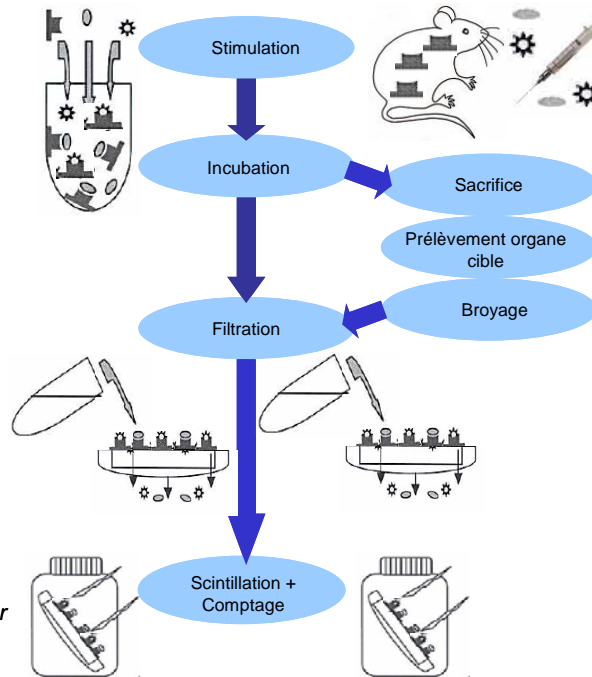 Stimulation
Incubation
Sacrifice
Prélèvement organe
cible
Broyage
Filtration
Scintillation +
Comptage
r